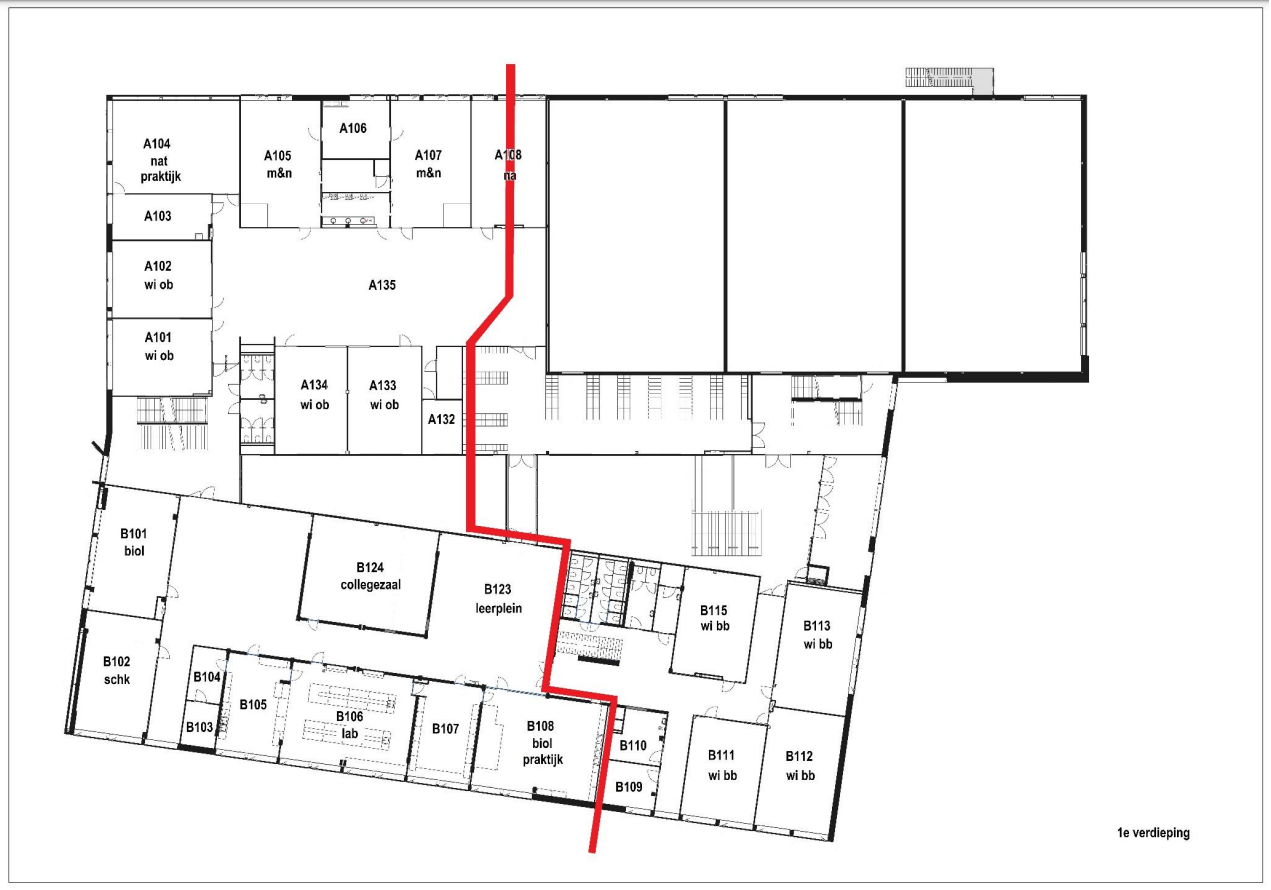 A104
nat
praktijk
A105
m&n
A106
A107
m&n
A108
na
A103
A102
wi ob
A135
A101
wi ob
A134
wi ob
A133
wi ob
A132
B101
biol
B124
collegezaal
B123
leerplein
B115
wi bb
B113
wi bb
B102
schk
B104
B103
B105
B106
lab
B107
B108
biol
praktijk
B110
B109
B111
wi bb
B112
wi bb
1e verdieping